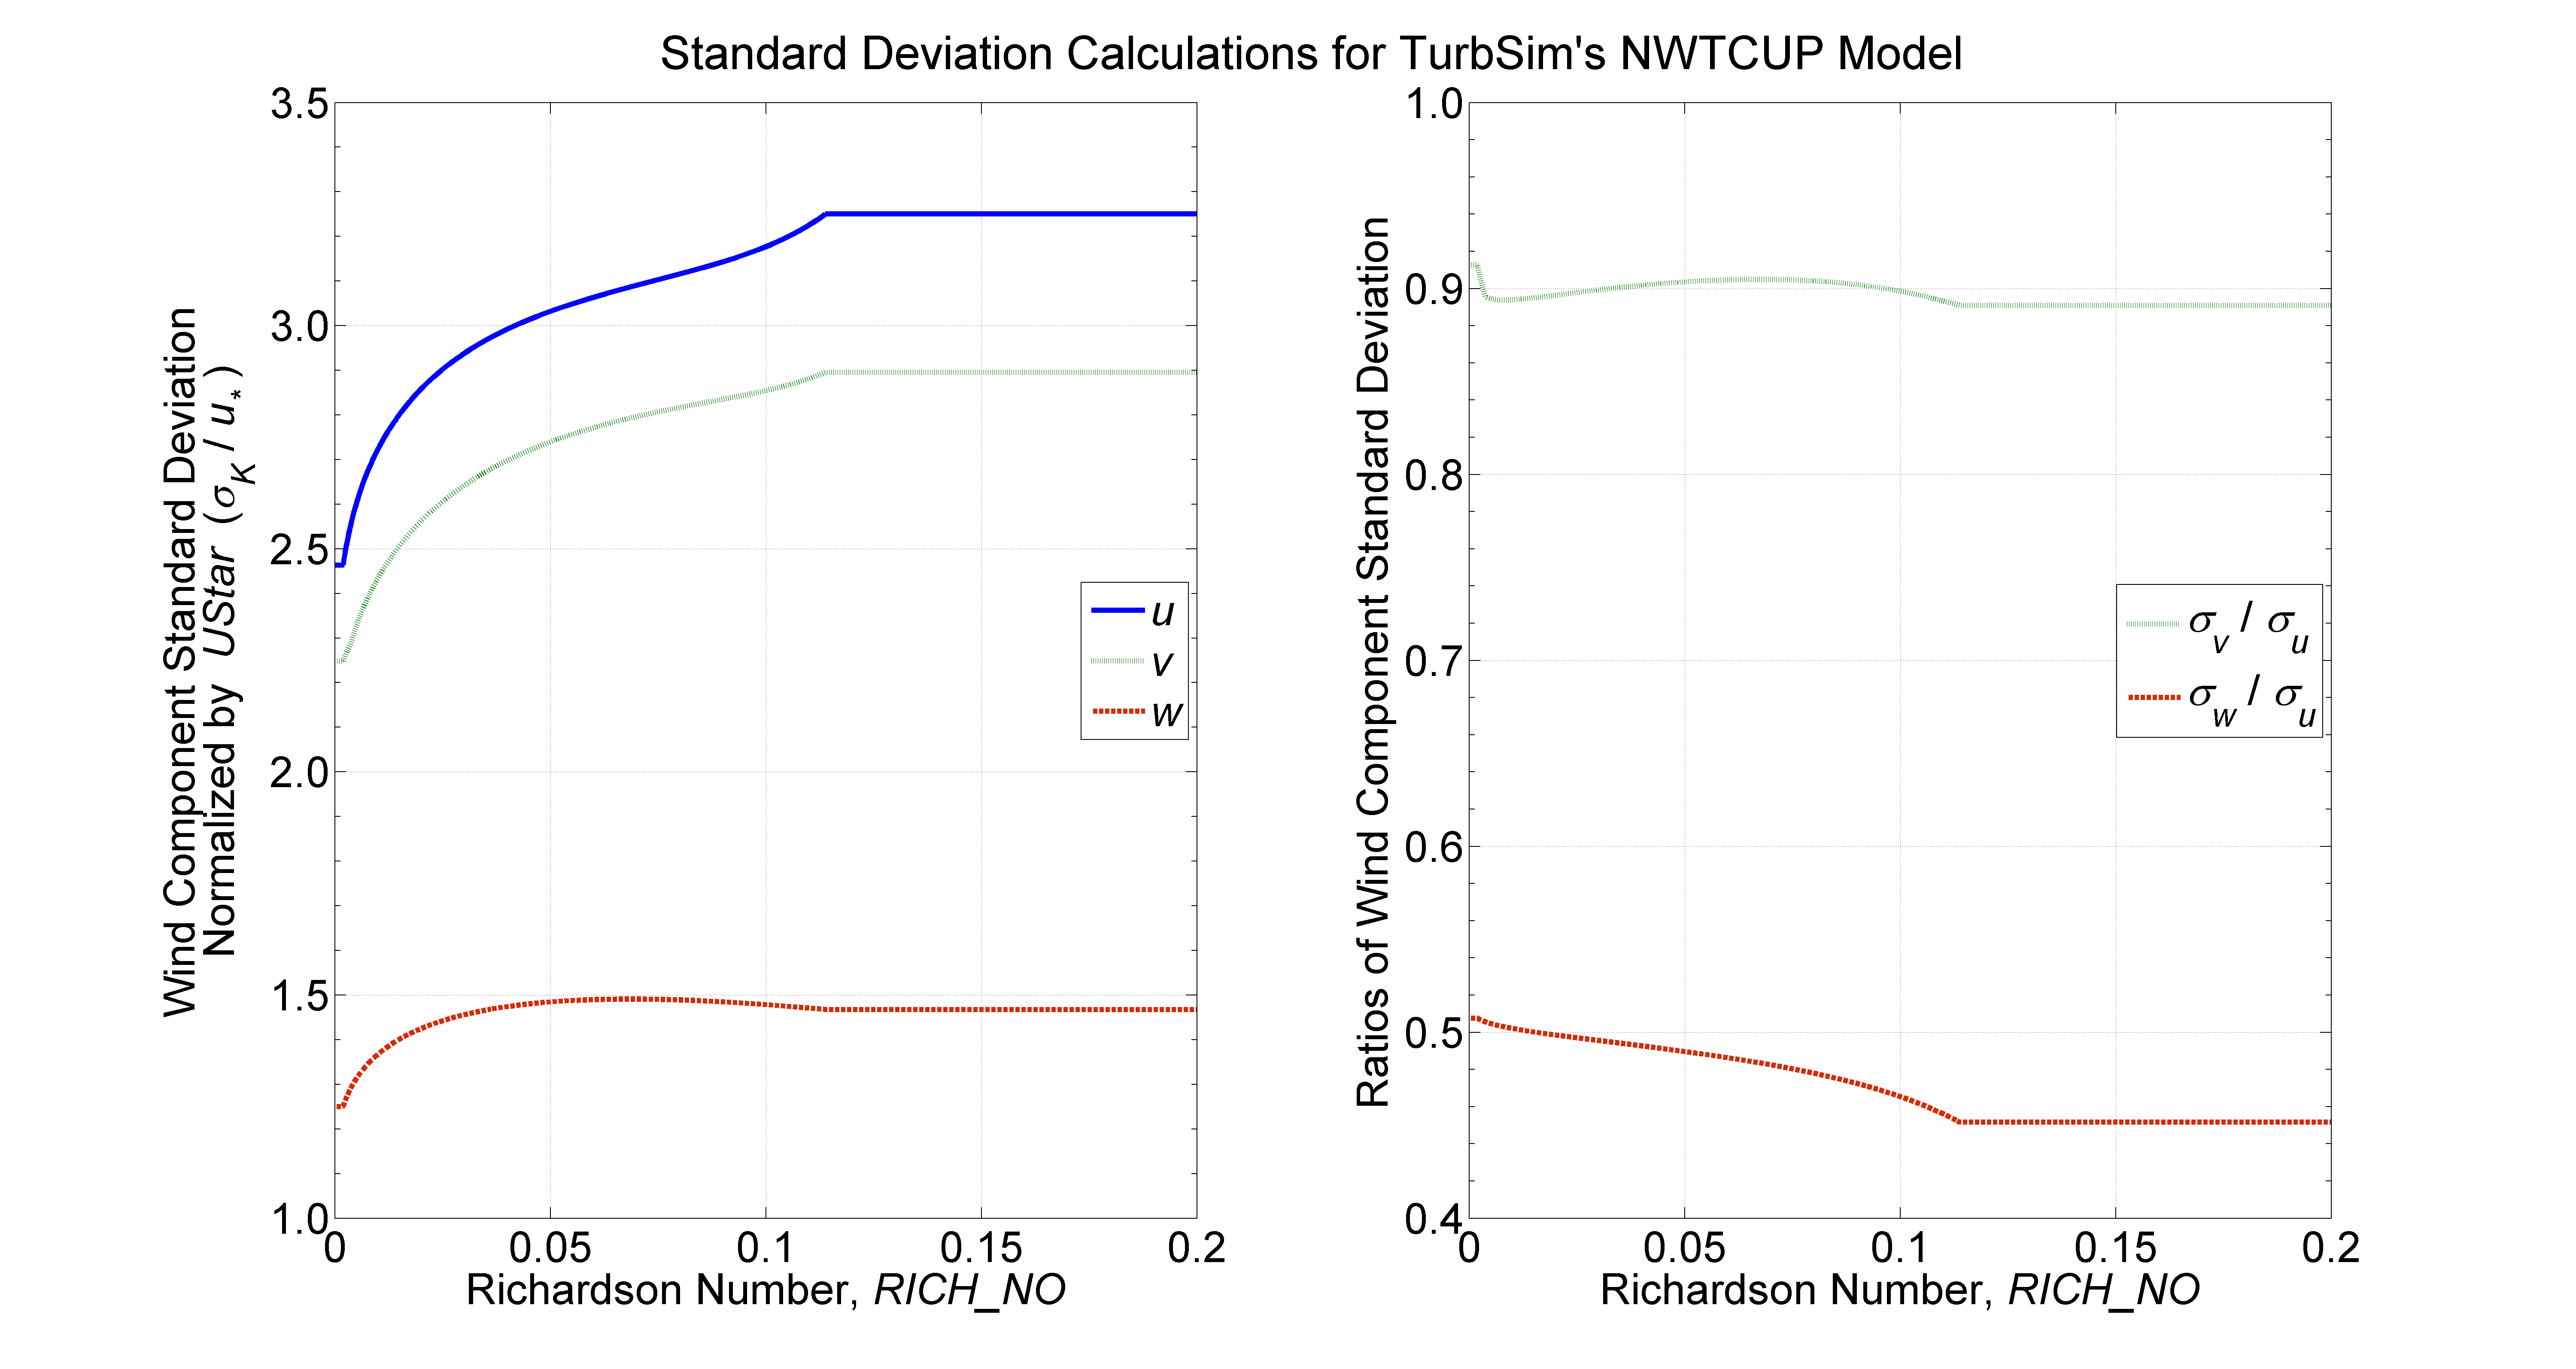 Standard Deviation Calculations for TurbSim's NWTCUP Model
Wind Component Standard Deviation
Normalized by UStar (σK / u*)
3.5
3.0
2.5
2.0
1.5
1.0
0
0.05
0.1
0.15
0.2
Richardson Number, RICH_NO
u
v
w
Ratios of Wind Component Standard Deviation
1.0
0.9
0.8
0.7
0.6
0.5
0.4
0
0.05
0.1
0.15
0.2
Richardson Number, RICH_NO
σv / σu
σw / σu